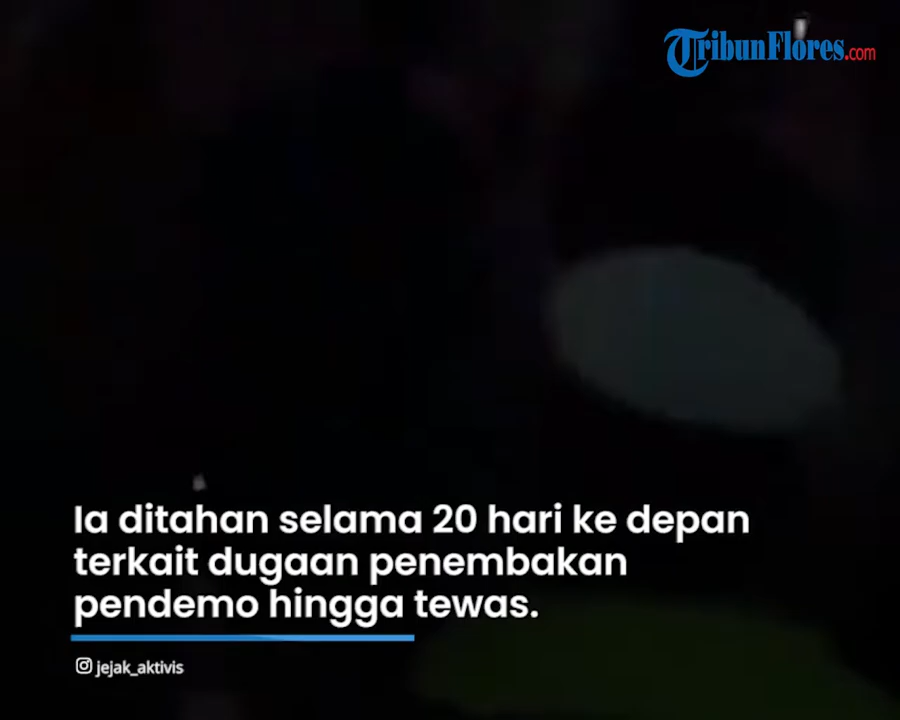 TribunFlores.com
Ia ditahan selama 20 hari ke depan
terkait dugaan penembakan
pendemo hingga tewas.
jejak_aktivis